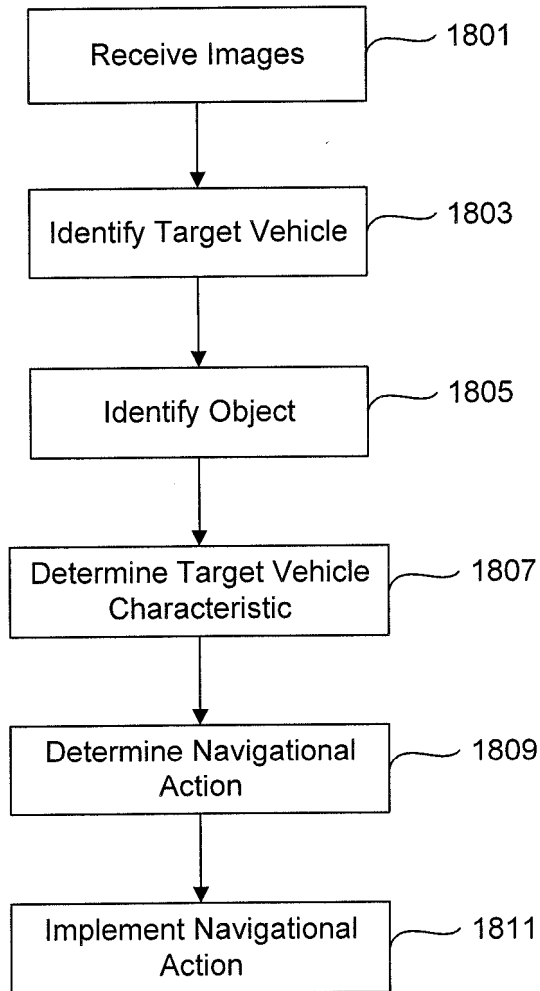 Receive Images
1801
Identify Target Vehicle
1803
Identify Object
1805
Determine Target Vehicle
Characteristic
1807
Determine Navigational
Action
1809
Implement Navigational
Action
1811